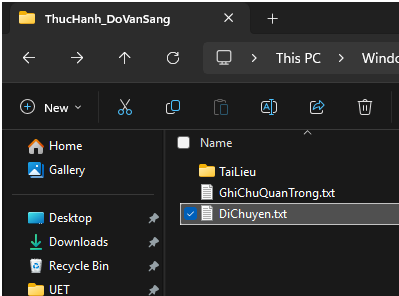 ThucHanh_DoVanSang
This PC
Windo
New
Name
Home
Gallery
TaiLieu
GhiChuQuanTrong.txt
DiChuyen.txt
Desktop
Downloads
Recycle Bin
UET